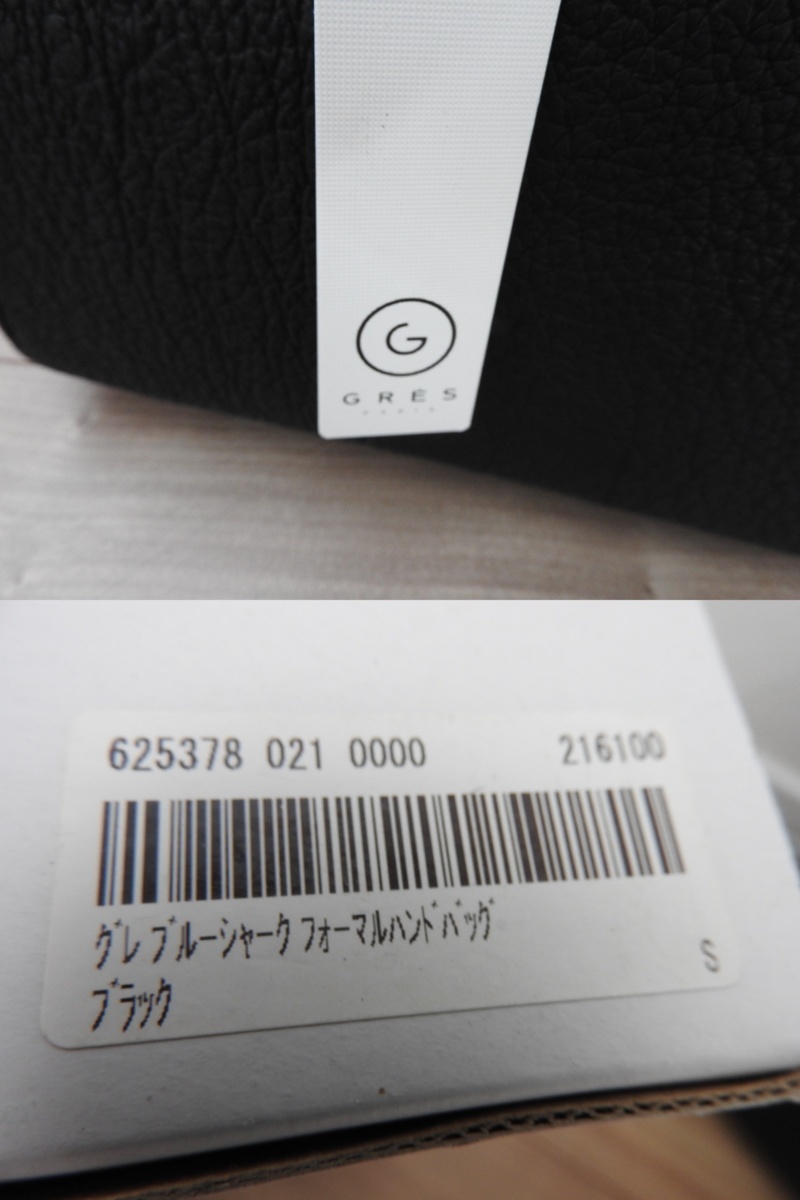 G
GRÈS
PARIS
625378 021 0000 216100
グレ ブルーシャーク フォーマルハンドバッグ
ブラック
S